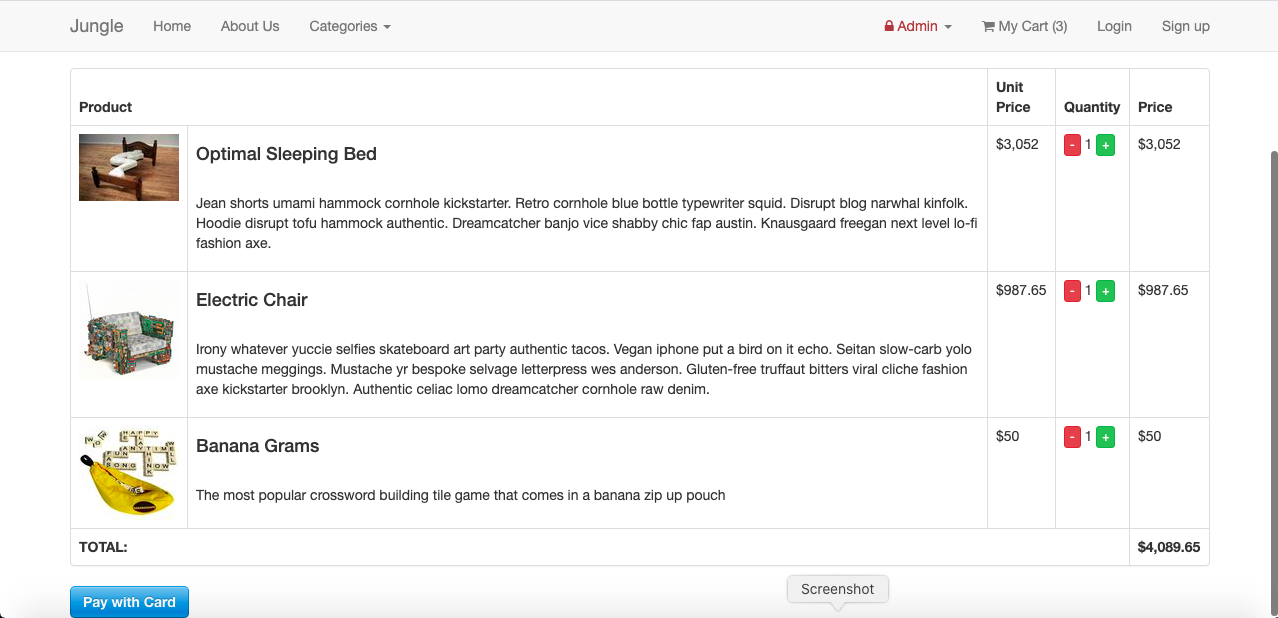 Jungle Home About Us Categories Admin My Cart (3) Login Sign up
Product Unit Price Quantity Price
Optimal Sleeping Bed $3,052 - 1 + $3,052
Jean shorts umami hammock cornhole kickstarter. Retro cornhole blue bottle typewriter squid. Disrupt blog narwhal kinfolk.
Hoodie disrupt tofu hammock authentic. Dreamcatcher banjo vice shabby chic fap austin. Knausgaard freegan next level lo-fi
fashion axe.
Electric Chair $987.65 - 1 + $987.65
Irony whatever yuccie selfies skateboard art party authentic tacos. Vegan iphone put a bird on it echo. Seitan slow-carb yolo
mustache meggings. Mustache yr bespoke selvage letterpress wes anderson. Gluten-free truffaut bitters viral cliche fashion
axe kickstarter brooklyn. Authentic celiac lomo dreamcatcher cornhole raw denim.
Banana Grams $50 - 1 + $50
The most popular crossword building tile game that comes in a banana zip up pouch
TOTAL: $4,089.65
Screenshot
Pay with Card